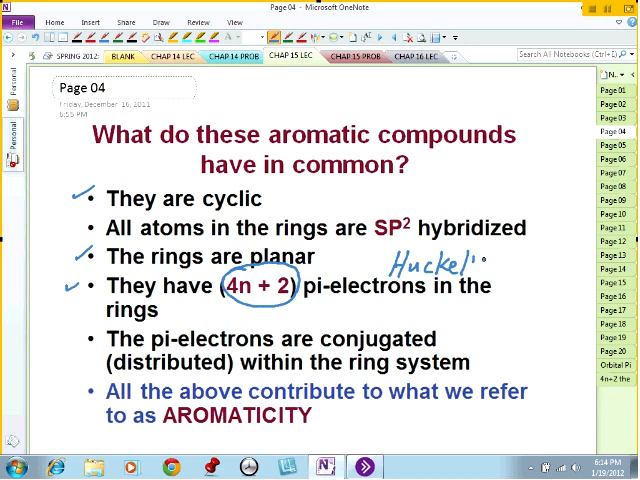 Page 04 - Microsoft OneNote
File Home Insert Share Draw Review View
SPRING 2012: BLANK CHAP 14 LEC CHAP 14 PROB CHAP 15 LEC CHAP 15 PROB CHAP 16 LEC Search All Notebooks (Ctrl+E)
Page 04
Friday, December 16, 2011
6:55 PM
What do these aromatic compounds
have in common?
• They are cyclic
• All atoms in the rings are SP² hybridized
• The rings are planar
Huckel'
• They have (4n + 2) pi-electrons in the
rings
• The pi-electrons are conjugated
(distributed) within the ring system
• All the above contribute to what we refer
to as AROMATICITY
Personal
Personal
N..
Page 01
Page 02
Page 03
Page 04
Page 05
Page 06
Page 07
Page 08
Page 09
Page 10
Page 11
Page 12
Page 13
Page 14
Page 15
Page 16
Page 17
Page 18
Page 19
Page 20
Orbital Pi
4n+2 the
6:14 PM
1/19/2012